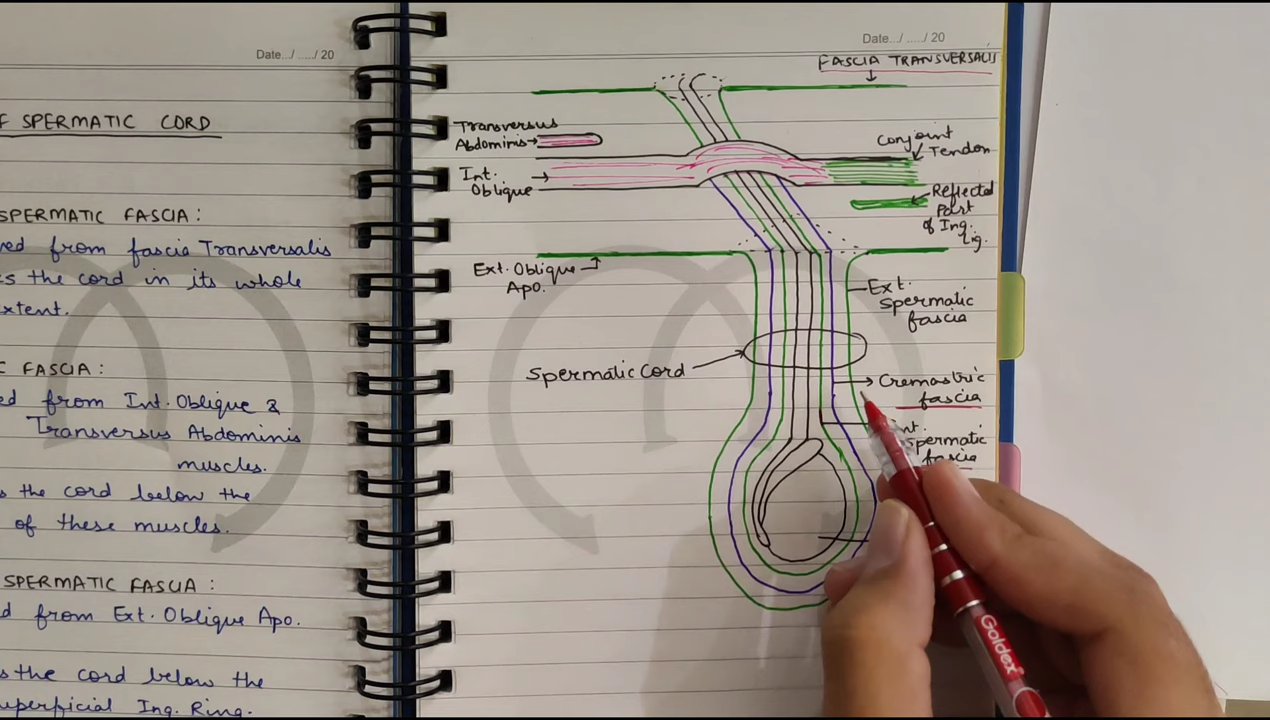 Date.../ ...../ 20
F SPERMATIC CORD
SPERMATIC FASCIA :
ved from fascia Transversalis
s the cord in its whole
xtent.
C FASCIA :
ed from Int. Oblique &
Transversus Abdominis
muscles.
s the cord below the
of these muscles.
SPERMATIC FASCIA :
d from Ext. Oblique Apo.
s the cord below the
uperficial Ing. Ring.
Date.../ ...../ 20
FASCIA TRANSVERSALIS
Transversus
Abdominis
Int.
Oblique
Conjoint
Tendon
Reflected
Part
of Ing.
Lig.
Ext. Oblique
Apo.
Ext.
Spermatic
fascia
Spermatic Cord
Cremastric
fascia
nt.
Spermatic
fascia
Goldex